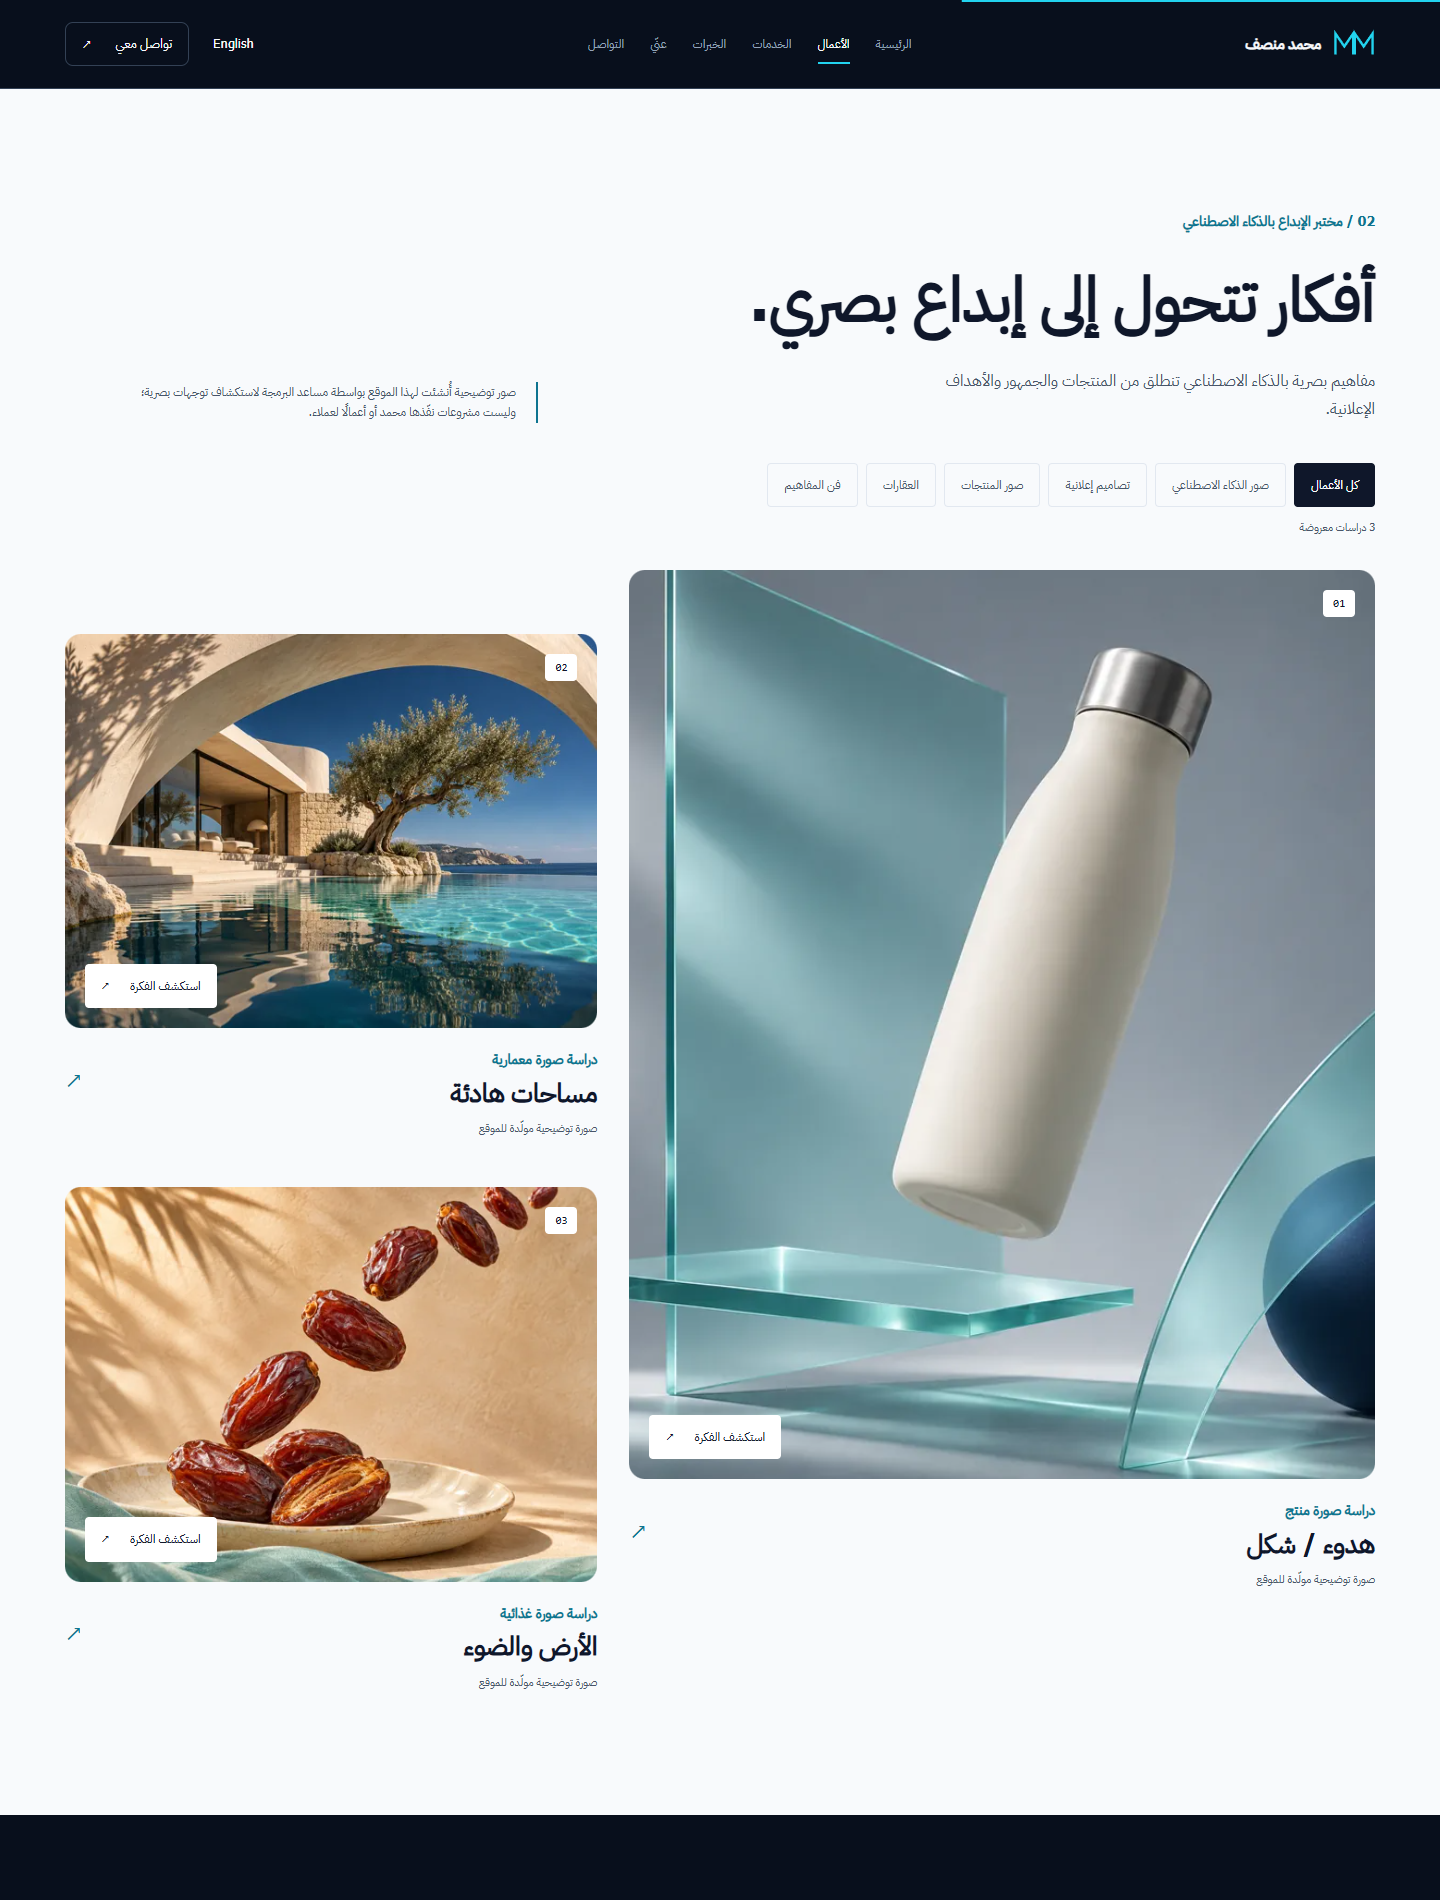 محمد منصف
الرئيسية
الأعمال
الخدمات
الخبرات
عنّي
التواصل
English
تواصل معي ↗
02 / مختبر الإبداع بالذكاء الاصطناعي
أفكار تتحول إلى إبداع بصري.
مفاهيم بصرية بالذكاء الاصطناعي تنطلق من المنتجات والجمهور والأهداف
الإعلانية.
صور توضيحية أُنشئت لهذا الموقع بواسطة مساعد البرمجة لاستكشاف توجهات بصرية؛
وليست مشروعات نفّذها محمد أو أعمالًا لعملاء.
كل الأعمال
صور الذكاء الاصطناعي
تصاميم إعلانية
صور المنتجات
العقارات
فن المفاهيم
3 دراسات معروضة
01
استكشف الفكرة ↗
دراسة صورة منتج
هدوء / شكل
صورة توضيحية مولّدة للموقع
↗
02
استكشف الفكرة ↗
دراسة صورة معمارية
مساحات هادئة
صورة توضيحية مولّدة للموقع
↗
03
استكشف الفكرة ↗
دراسة صورة غذائية
الأرض والضوء
صورة توضيحية مولّدة للموقع
↗